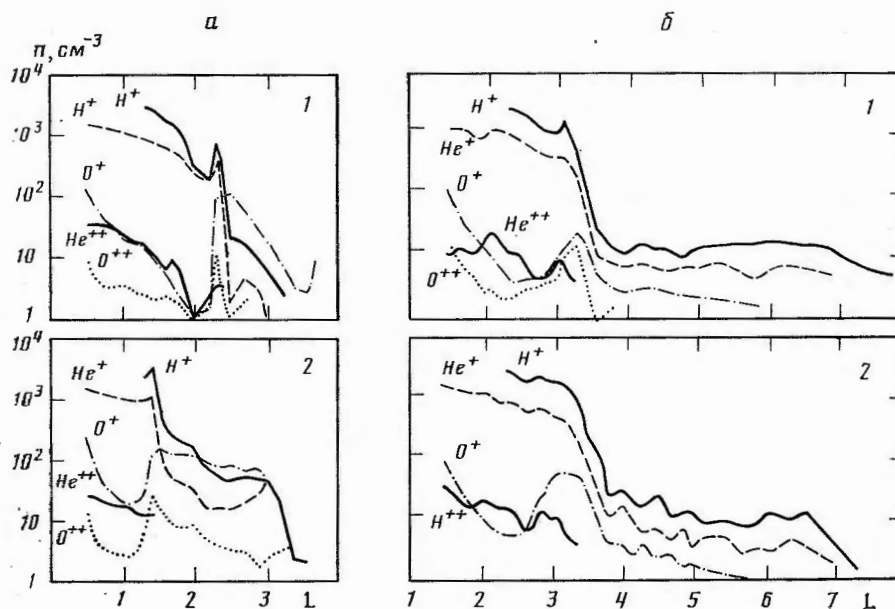 а б
n, см⁻³
10⁴
10³
10²
10
1
1
H⁺ H⁺
O⁺
He⁺⁺
O⁺⁺
1
H⁺
He⁺
O⁺
He⁺⁺
O⁺⁺
10⁴
10³
10²
10
1
2
He⁺ H⁺
O⁺
He⁺⁺
O⁺⁺
1 2 3 L
2
H⁺
He⁺
O⁺
H⁺⁺
1 2 3 4 5 6 7 L